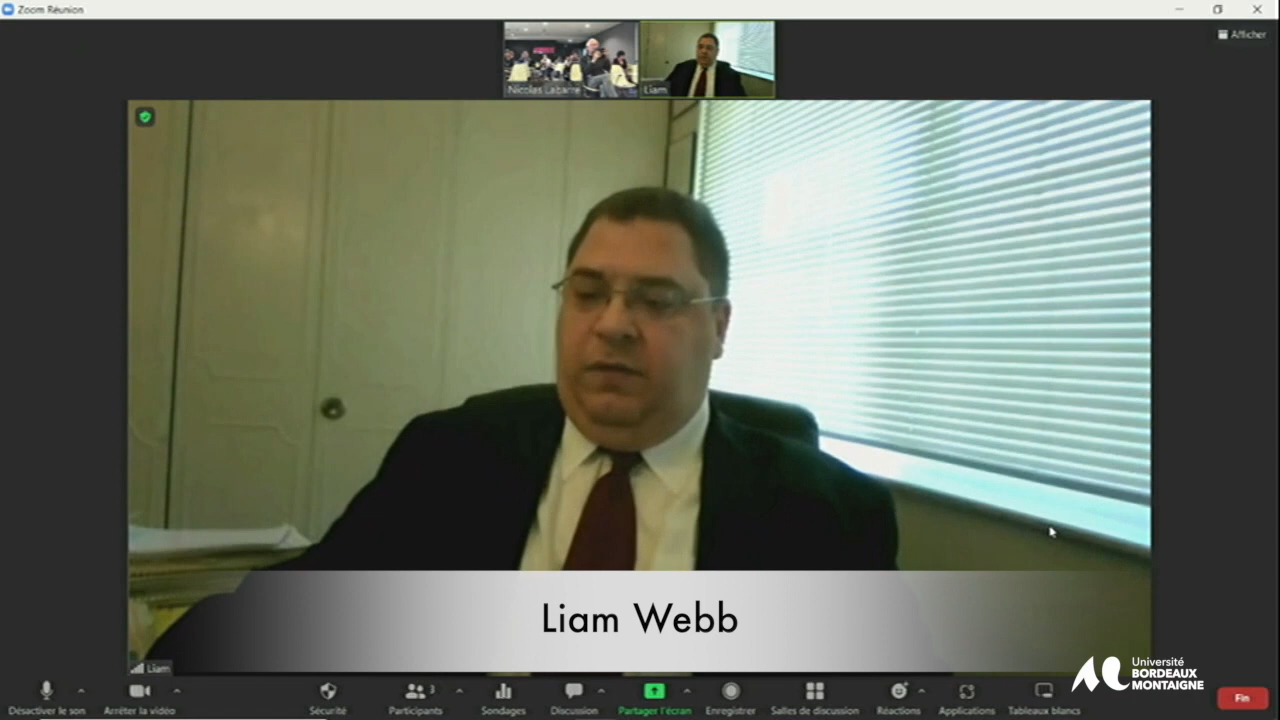 Zoom Réunion
Afficher
Nicolas Labarre
Liam
Liam Webb
Liam
Université
BORDEAUX
MONTAIGNE
Désactiver le son
Arrêter la vidéo
Sécurité
Participants
3
Sondages
Discussion
Partager l'écran
Enregistrer
Salles de discussion
Réactions
Applications
Tableaux blancs
Fin